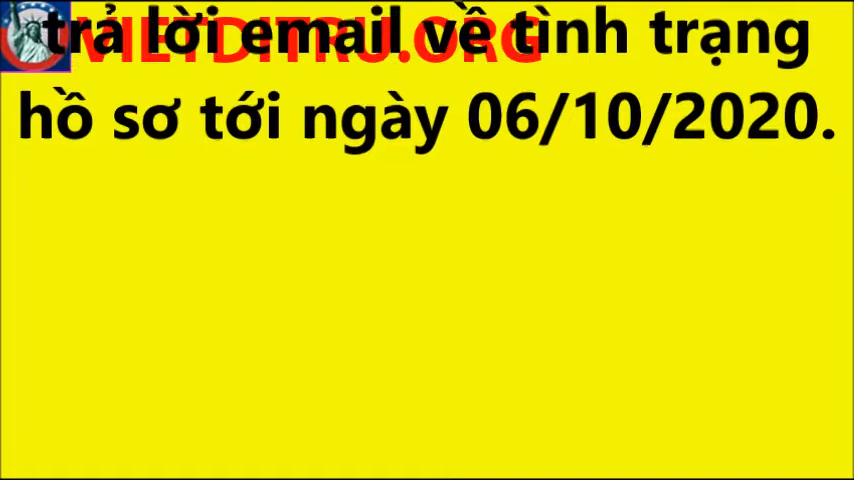 trả lời email về tình trạng
VIETDITRU.ORG
hồ sơ tới ngày 06/10/2020.